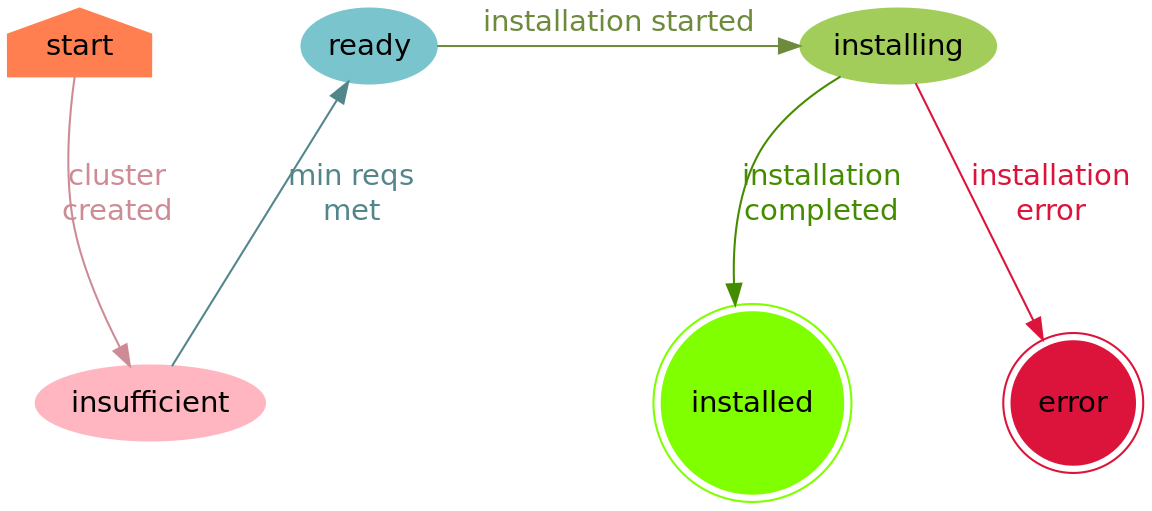 start
ready
installation started
installing
cluster
created
min reqs
met
installation
completed
installation
error
insufficient
installed
error